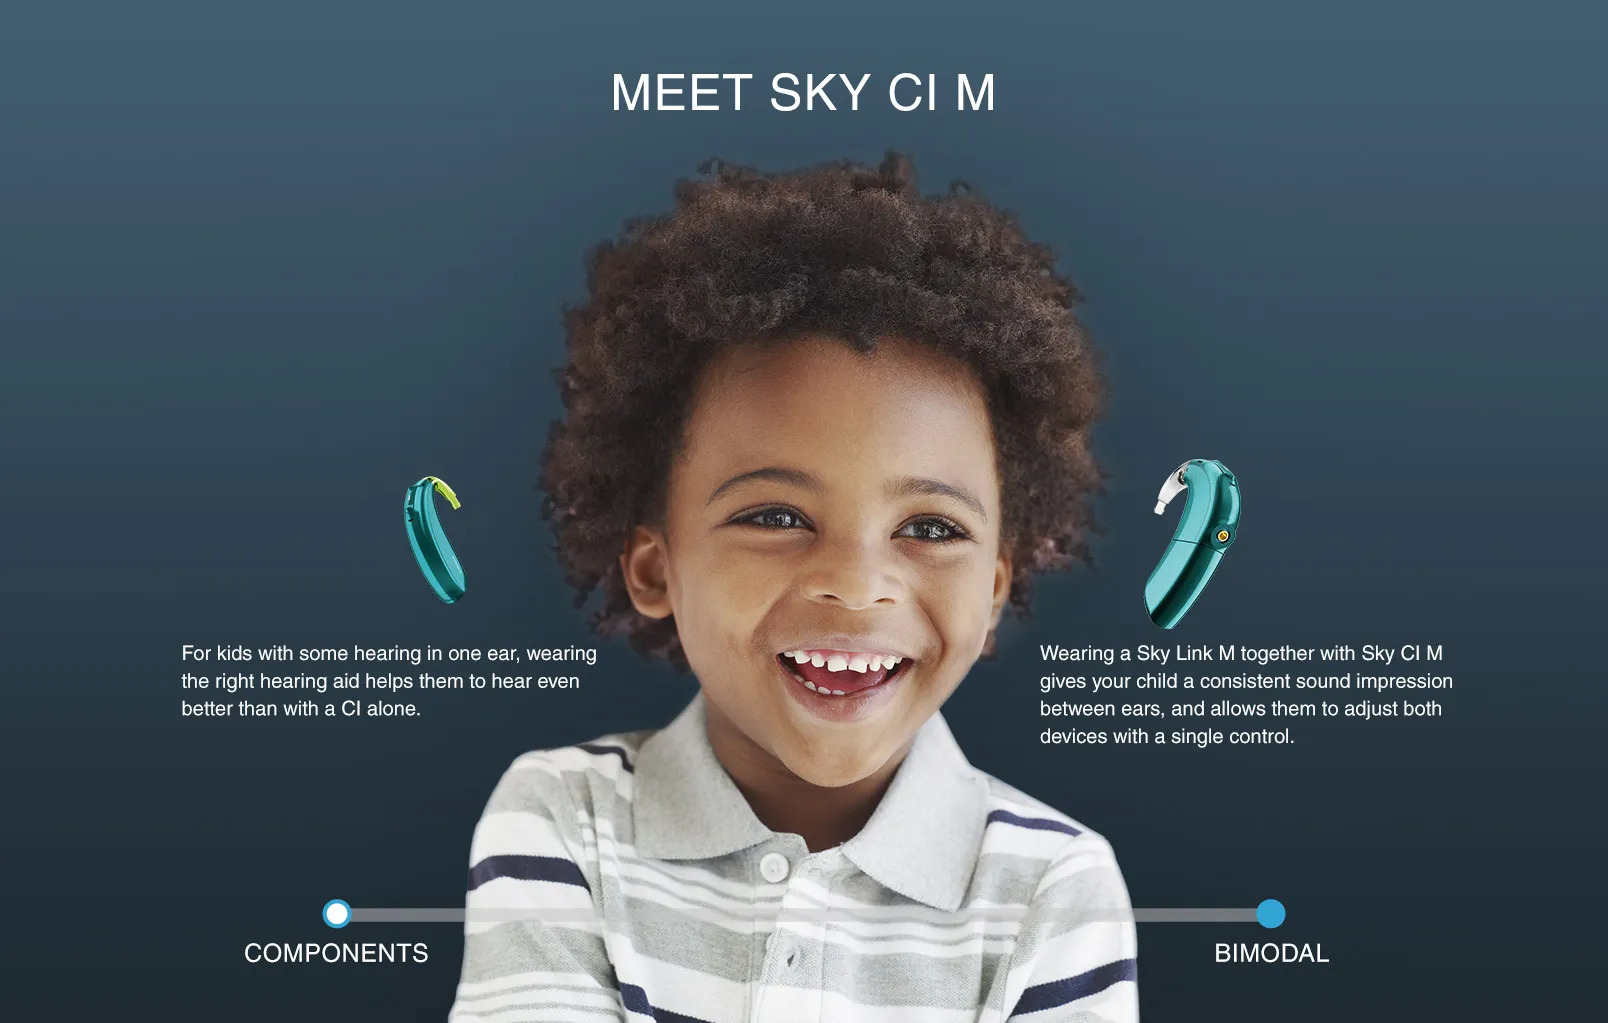 MEET SKY CI M
For kids with some hearing in one ear, wearing
the right hearing aid helps them to hear even
better than with a CI alone.
Wearing a Sky Link M together with Sky CI M
gives your child a consistent sound impression
between ears, and allows them to adjust both
devices with a single control.
COMPONENTS
BIMODAL